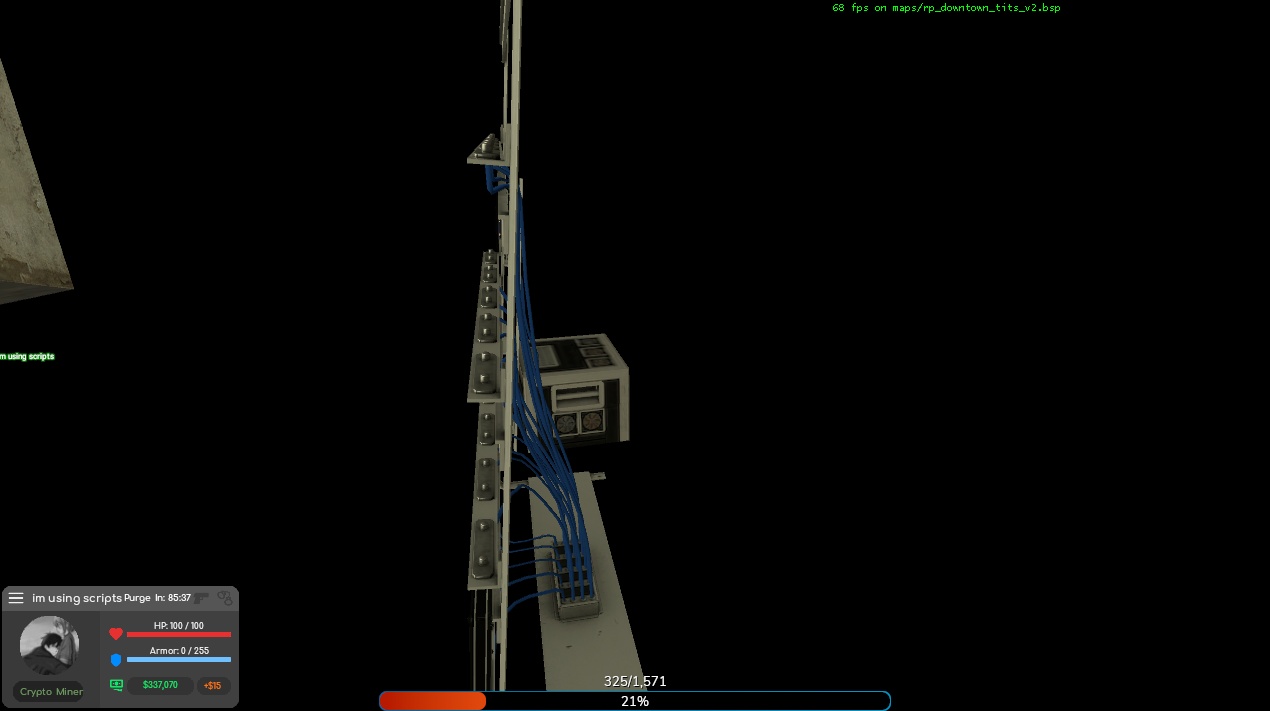 68 fps on maps/rp_downtown_tits_v2.bsp
m using scripts
im using scripts Purge In: 85:37
HP: 100 / 100
Armor: 0 / 255
Crypto Miner
$337,070
+$15
325/1,571
21%